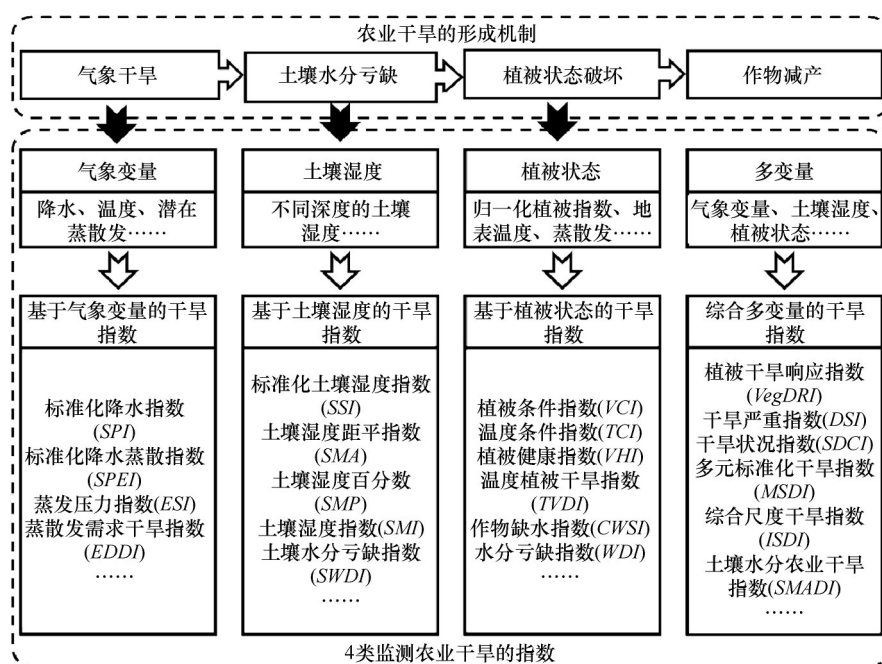 农业干旱的形成机制
气象干旱
土壤水分亏缺
植被状态破坏
作物减产
气象变量
降水、温度、潜在
蒸散发……
土壤湿度
不同深度的土壤
湿度……
植被状态
归一化植被指数、地
表温度、蒸散发……
多变量
气象变量、土壤湿度、
植被状态……
基于气象变量的干旱
指数
标准化降水指数
(SPI)
标准化降水蒸散指数
(SPEI)
蒸发压力指数(ESI)
蒸散发需求干旱指数
(EDDI)
……
基于土壤湿度的干旱
指数
标准化土壤湿度指数
(SSI)
土壤湿度距平指数
(SMA)
土壤湿度百分数
(SMP)
土壤湿度指数(SMI)
土壤水分亏缺指数
(SWDI)
……
基于植被状态的干旱
指数
植被条件指数(VCI)
温度条件指数(TCI)
植被健康指数(VHI)
温度植被干旱指数
(TVDI)
作物缺水指数(CWSI)
水分亏缺指数(WDI)
……
综合多变量的干旱
指数
植被干旱响应指数
(VegDRI)
干旱严重指数(DSI)
干旱状况指数(SDCI)
多元标准化干旱指数
(MSDI)
综合尺度干旱指数
(ISDI)
土壤水分农业干旱
指数(SMADI)
……
4类监测农业干旱的指数